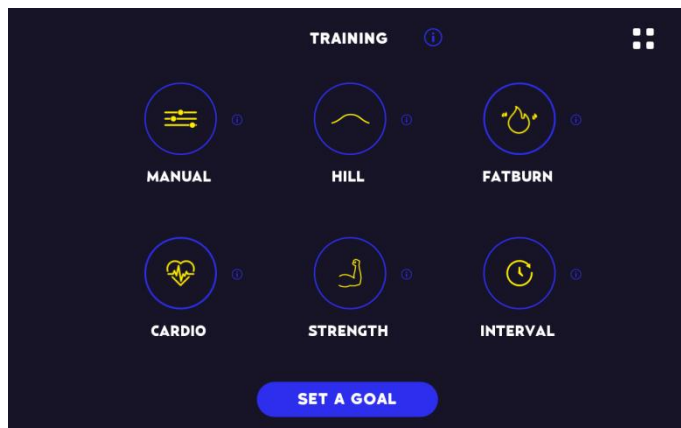 TRAINING
MANUAL
HILL
FATBURN
CARDIO
STRENGTH
INTERVAL
SET A GOAL